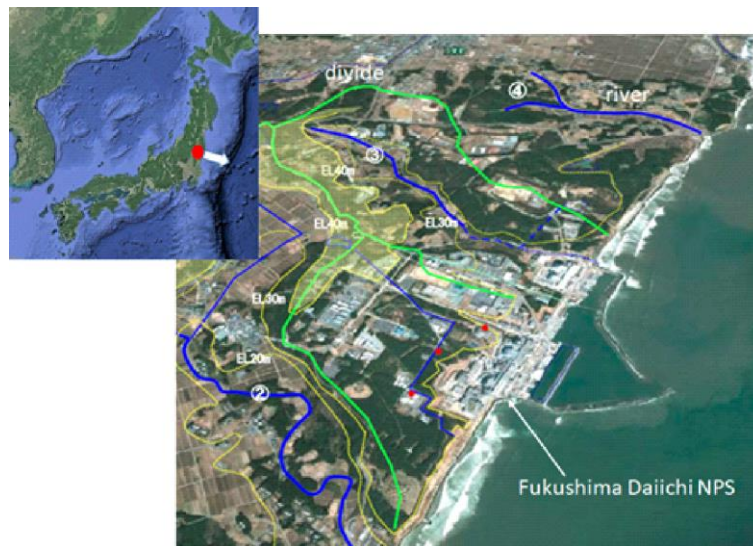 divide
④
river
③
EL40m
EL40m
EL30m
EL30m
EL20m
②
Fukushima Daiichi NPS